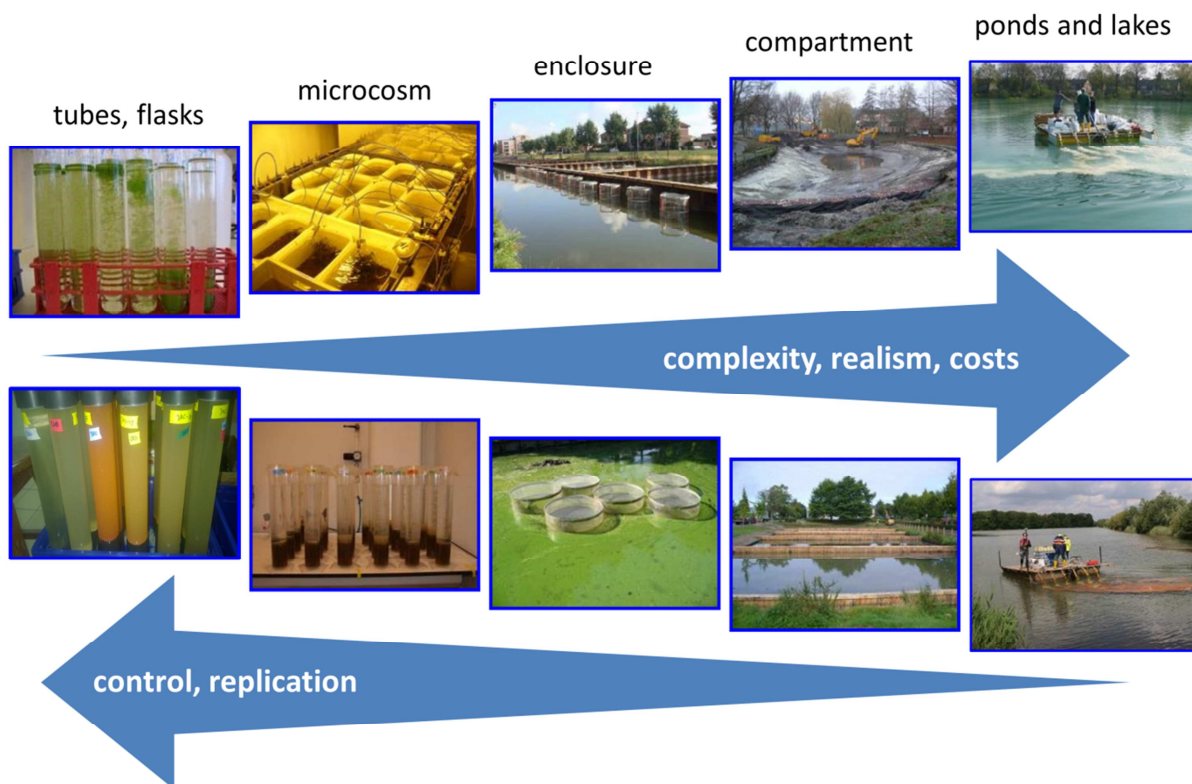 tubes, flasks
microcosm
enclosure
compartment
ponds and lakes
complexity, realism, costs
control, replication